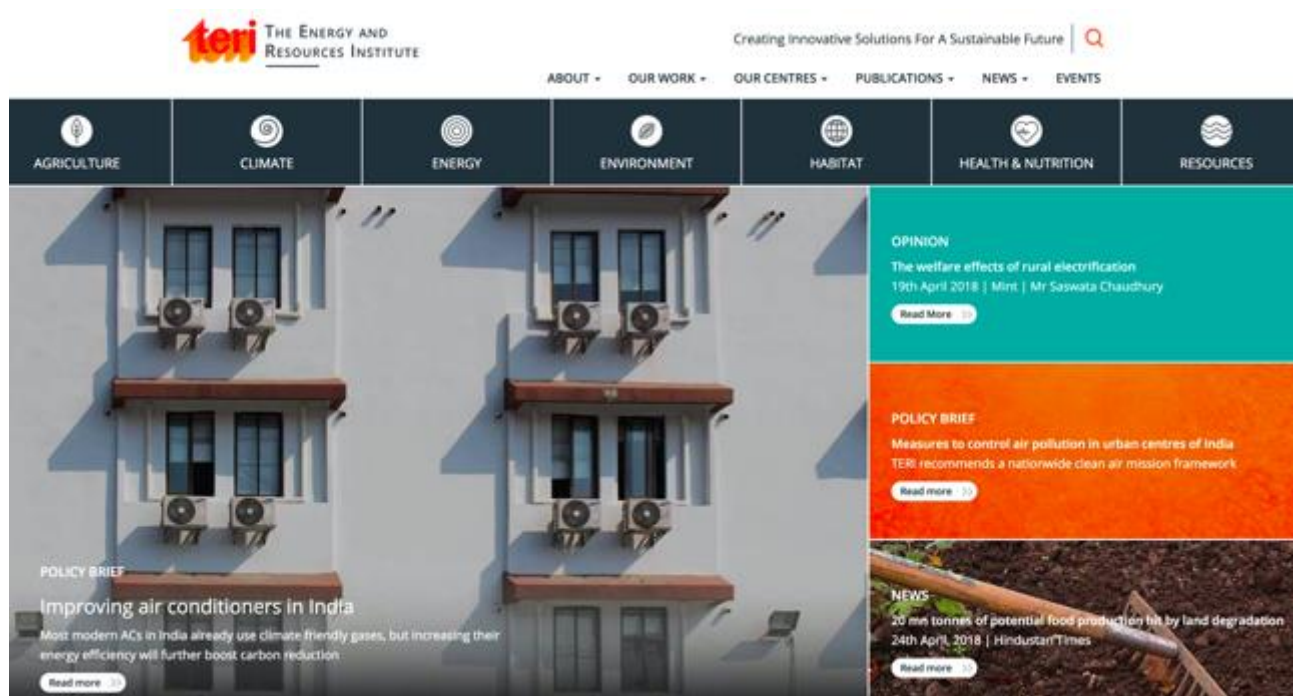 teri
THE ENERGY AND
RESOURCES INSTITUTE
Creating Innovative Solutions For A Sustainable Future
ABOUT
OUR WORK
OUR CENTRES
PUBLICATIONS
NEWS
EVENTS
AGRICULTURE
CLIMATE
ENERGY
ENVIRONMENT
HABITAT
HEALTH & NUTRITION
RESOURCES
POLICY BRIEF
Improving air conditioners in India
Most modern ACs in India already use climate friendly gases, but increasing their
energy efficiency will further boost carbon reduction
Read more >>
OPINION
The welfare effects of rural electrification
19th April 2018 | Mint | Mr Saswata Chaudhury
Read More >>
POLICY BRIEF
Measures to control air pollution in urban centres of India
TERI recommends a nationwide clean air mission framework
Read more >>
NEWS
20 mn tonnes of potential food production hit by land degradation
24th April, 2018 | Hindustan Times
Read more >>